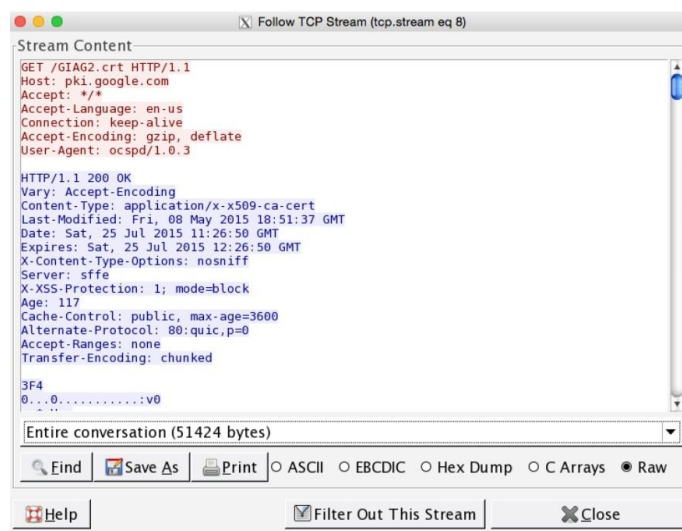 Follow TCP Stream (tcp.stream eq 8)
Stream Content
GET /GIAG2.crt HTTP/1.1
Host: pki.google.com
Accept: */*
Accept-Language: en-us
Connection: keep-alive
Accept-Encoding: gzip, deflate
User-Agent: ocspd/1.0.3
HTTP/1.1 200 OK
Vary: Accept-Encoding
Content-Type: application/x-x509-ca-cert
Last-Modified: Fri, 08 May 2015 18:51:37 GMT
Date: Sat, 25 Jul 2015 11:26:50 GMT
Expires: Sat, 25 Jul 2015 12:26:50 GMT
X-Content-Type-Options: nosniff
Server: sffe
X-XSS-Protection: 1; mode=block
Age: 117
Cache-Control: public, max-age=3600
Alternate-Protocol: 80:quic,p=0
Accept-Ranges: none
Transfer-Encoding: chunked
3F4
0...0...........:v0
Entire conversation (51424 bytes)
Find Save As Print ASCII EBCDIC Hex Dump C Arrays Raw
Help Filter Out This Stream Close